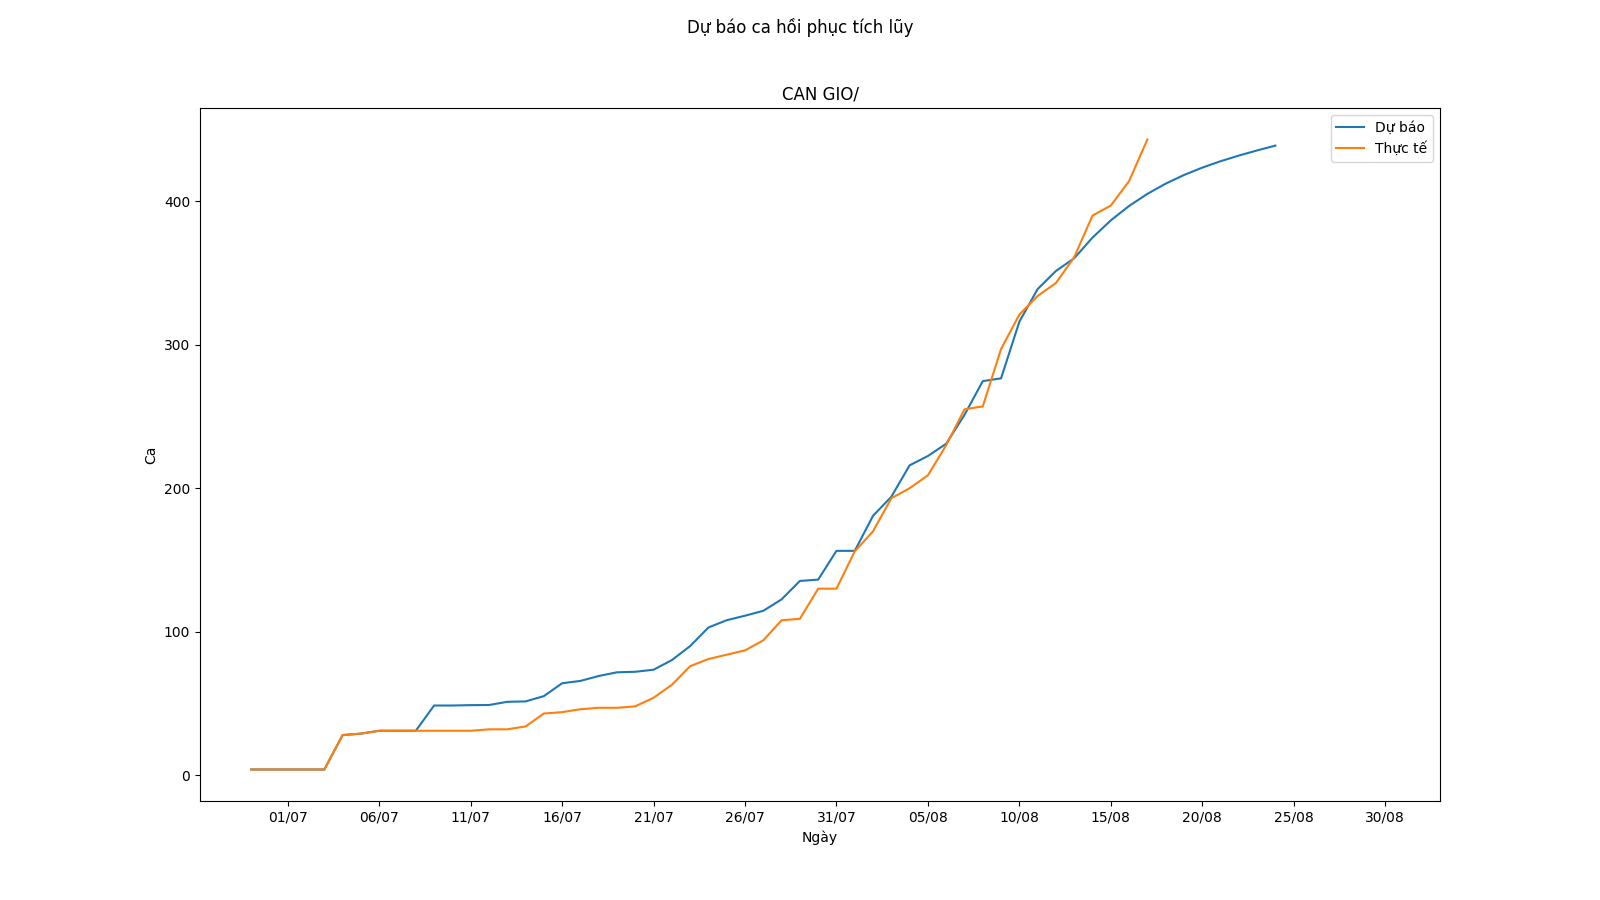 Dự báo ca hồi phục tích lũy
CAN GIO/
Dự báo
Thực tế
Ca
400
300
200
100
0
01/07 06/07 11/07 16/07 21/07 26/07 31/07 05/08 10/08 15/08 20/08 25/08 30/08
Ngày